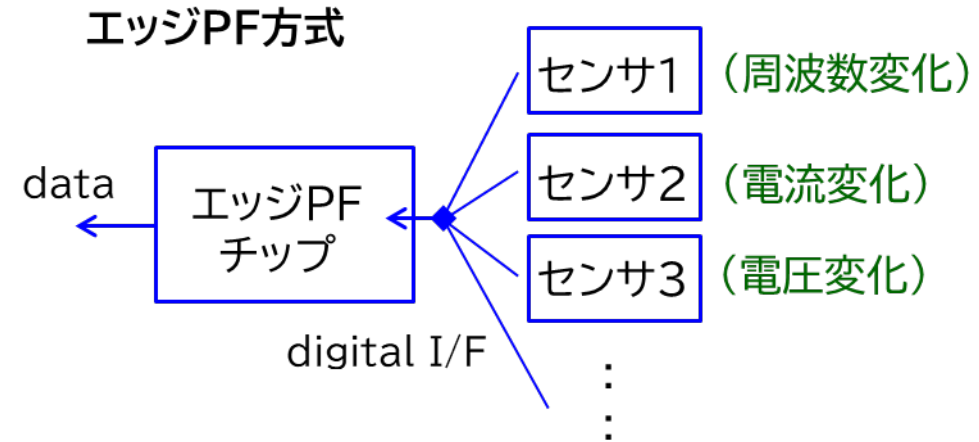 エッジPF方式
センサ1 （周波数変化）
センサ2 （電流変化）
センサ3 （電圧変化）
：
：
data
エッジPF
チップ
digital I/F